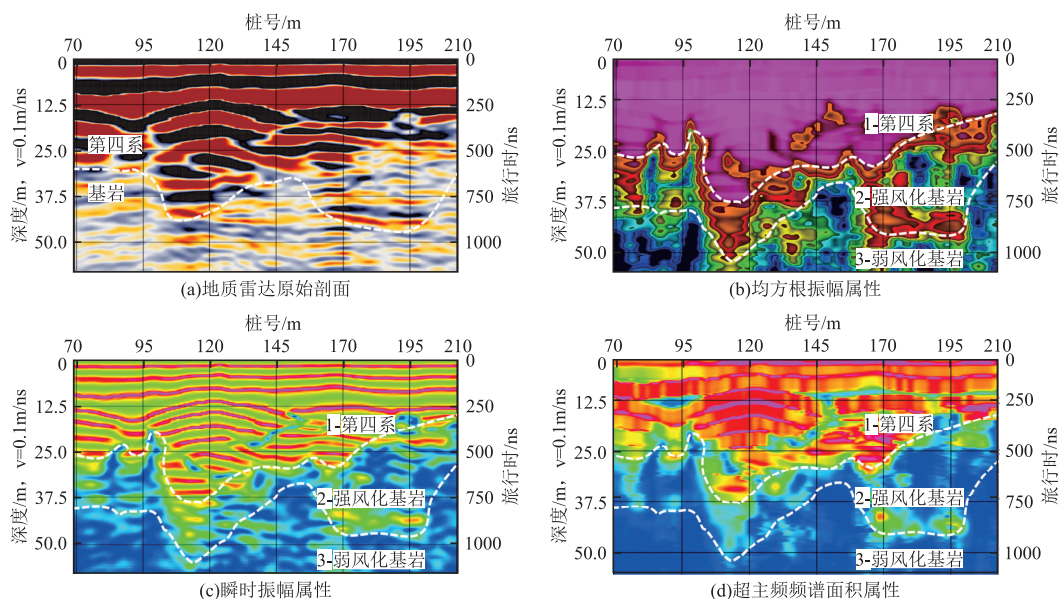 桩号/m
70 95 120 145 170 210
0
12.5
25.0
37.5
50.0
深度/m，v=0.1m/ns
0
250
500
750
1000
旅行时/ns
第四系
基岩
(a)地质雷达原始剖面
桩号/m
70 95 120 145 170 210
0
12.5
25.0
37.5
50.0
深度/m，v=0.1m/ns
0
250
500
750
1000
旅行时/ns
1-第四系
2-强风化基岩
3-弱风化基岩
(b)均方根振幅属性
桩号/m
70 95 120 145 170 210
0
12.5
25.0
37.5
50.0
深度/m，v=0.1m/ns
0
250
500
750
1000
旅行时/ns
1-第四系
2-强风化基岩
3-弱风化基岩
(c)瞬时振幅属性
桩号/m
70 95 120 145 170 210
0
12.5
25.0
37.5
50.0
深度/m，v=0.1m/ns
0
250
500
750
1000
旅行时/ns
1-第四系
2-强风化基岩
3-弱风化基岩
(d)超主频频谱面积属性